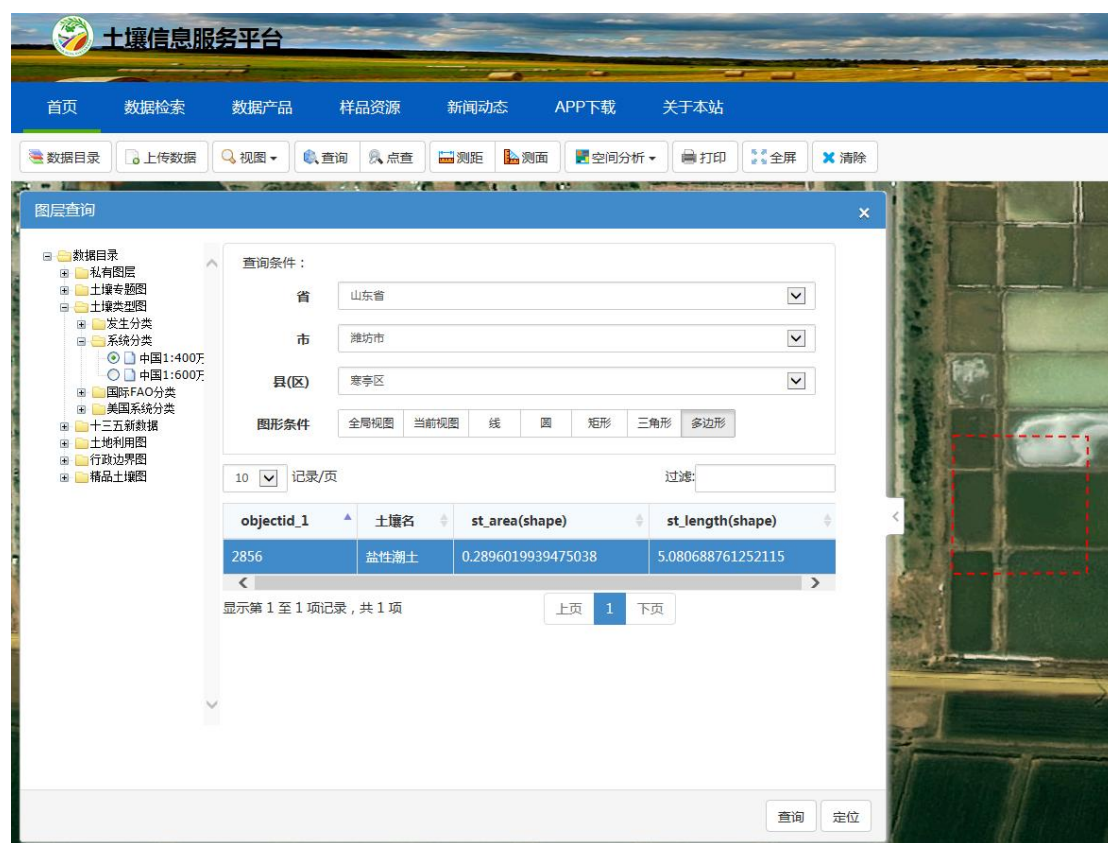 土壤信息服务平台
首页 数据检索 数据产品 样品资源 新闻动态 APP下载 关于本站
数据目录 上传数据 视图 查询 点查 测距 测面 空间分析 打印 全屏 清除
图层查询
数据目录
私有图层
土壤专题图
土壤类型图
发生分类
系统分类
中国1:400万
中国1:600万
国际FAO分类
美国系统分类
十三五新数据
土地利用图
行政边界图
精品土壤图
查询条件：
省 山东省
市 潍坊市
县(区) 寒亭区
图形条件 全局视图 当前视图 线 圆 矩形 三角形 多边形
10 记录/页 过滤:
objectid_1 土壤名 st_area(shape) st_length(shape)
2856 盐性潮土 0.2896019939475038 5.080688761252115
显示第 1 至 1 项记录，共 1 项 上页 1 下页
查询 定位